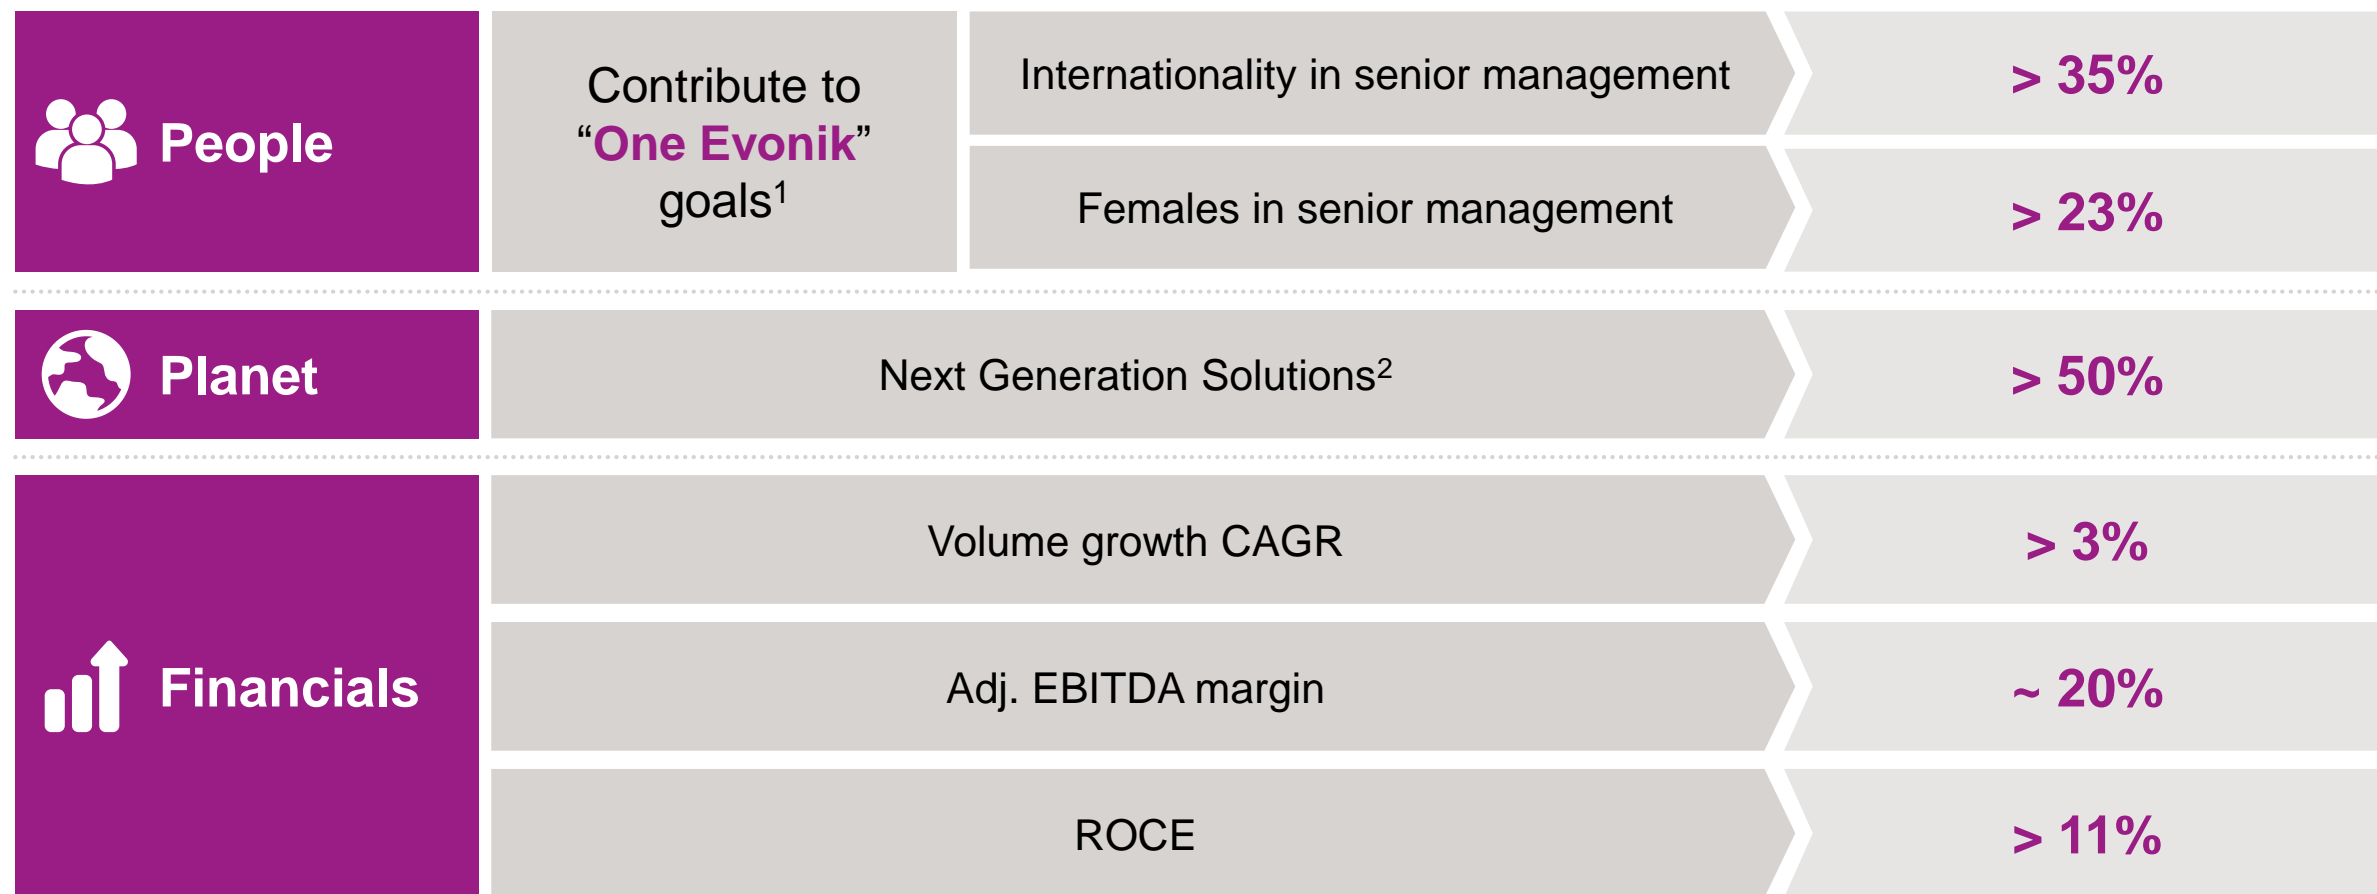 People
Contribute to
“One Evonik”
goals¹
Internationality in senior management
> 35%
Females in senior management
> 23%
Planet
Next Generation Solutions²
> 50%
Financials
Volume growth CAGR
> 3%
Adj. EBITDA margin
~ 20%
ROCE
> 11%